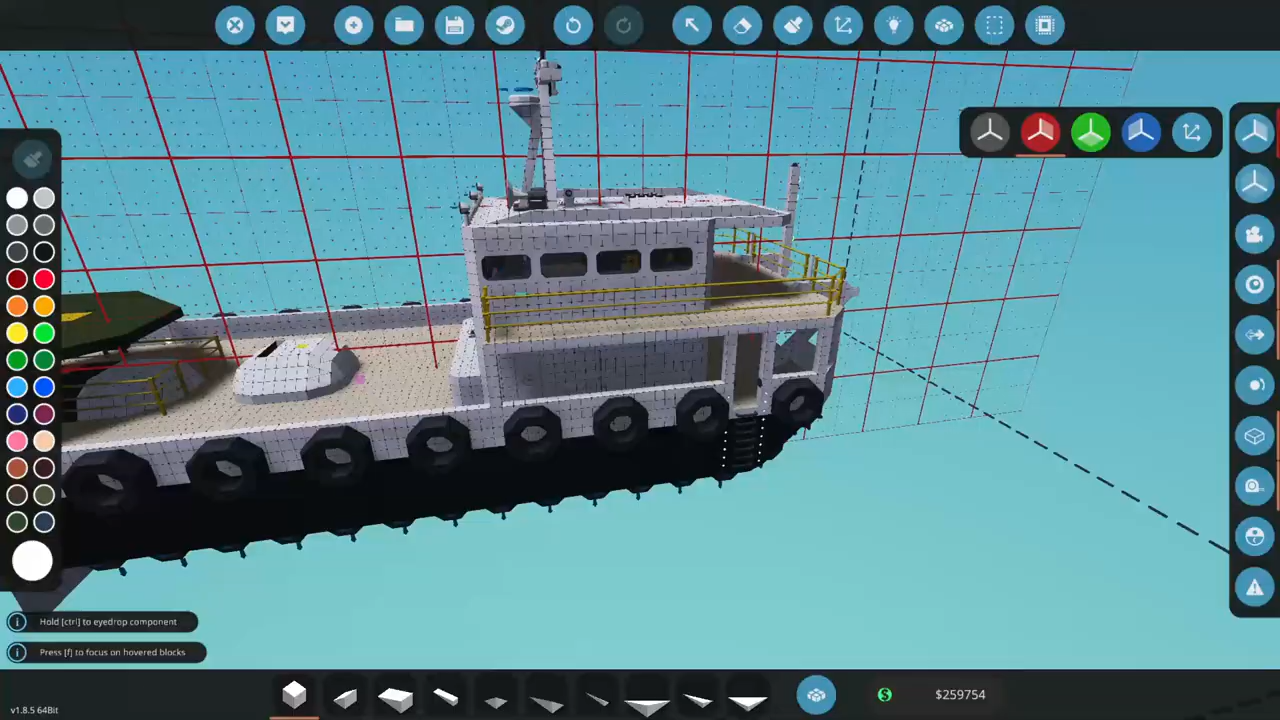 Hold [ctrl] to eyedrop component
Press [f] to focus on hovered blocks
v1.8.5 64Bit
$
$259754